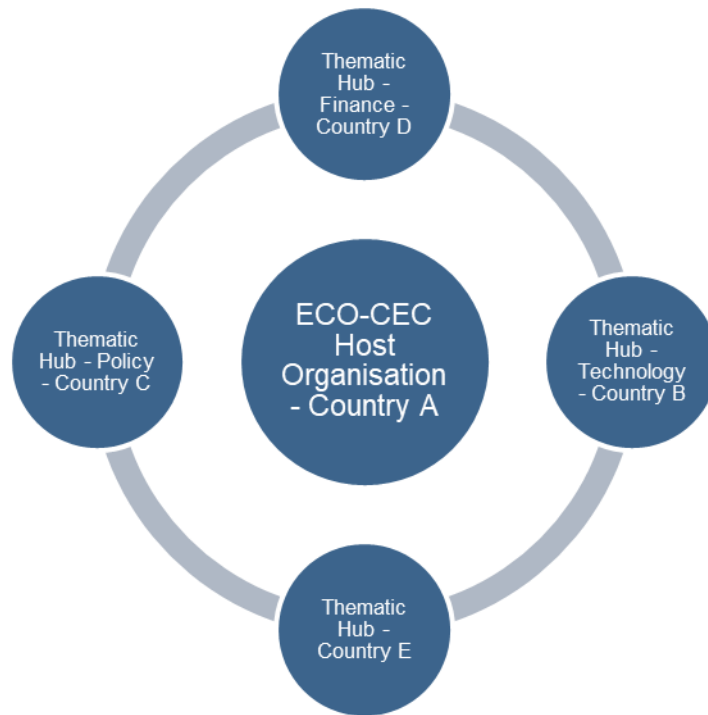 Thematic
Hub -
Finance -
Country D
ECO-CEC
Host
Organisation
- Country A
Thematic
Hub - Policy
- Country C
Thematic
Hub -
Technology
- Country B
Thematic
Hub -
Country E